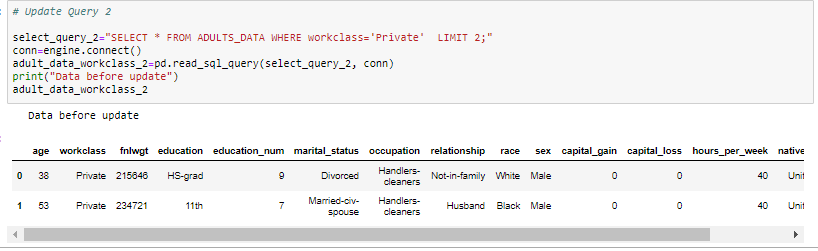 # Update Query 2
select_query_2="SELECT * FROM ADULTS_DATA WHERE workclass='Private'  LIMIT 2;"
conn=engine.connect()
adult_data_workclass_2=pd.read_sql_query(select_query_2, conn)
print("Data before update")
adult_data_workclass_2
Data before update
age workclass fnlwgt education education_num marital_status occupation relationship race sex capital_gain capital_loss hours_per_week native
0 38 Private 215646 HS-grad 9 Divorced Handlers-cleaners Not-in-family White Male 0 0 40 Unit
1 53 Private 234721 11th 7 Married-civ-spouse Handlers-cleaners Husband Black Male 0 0 40 Unit